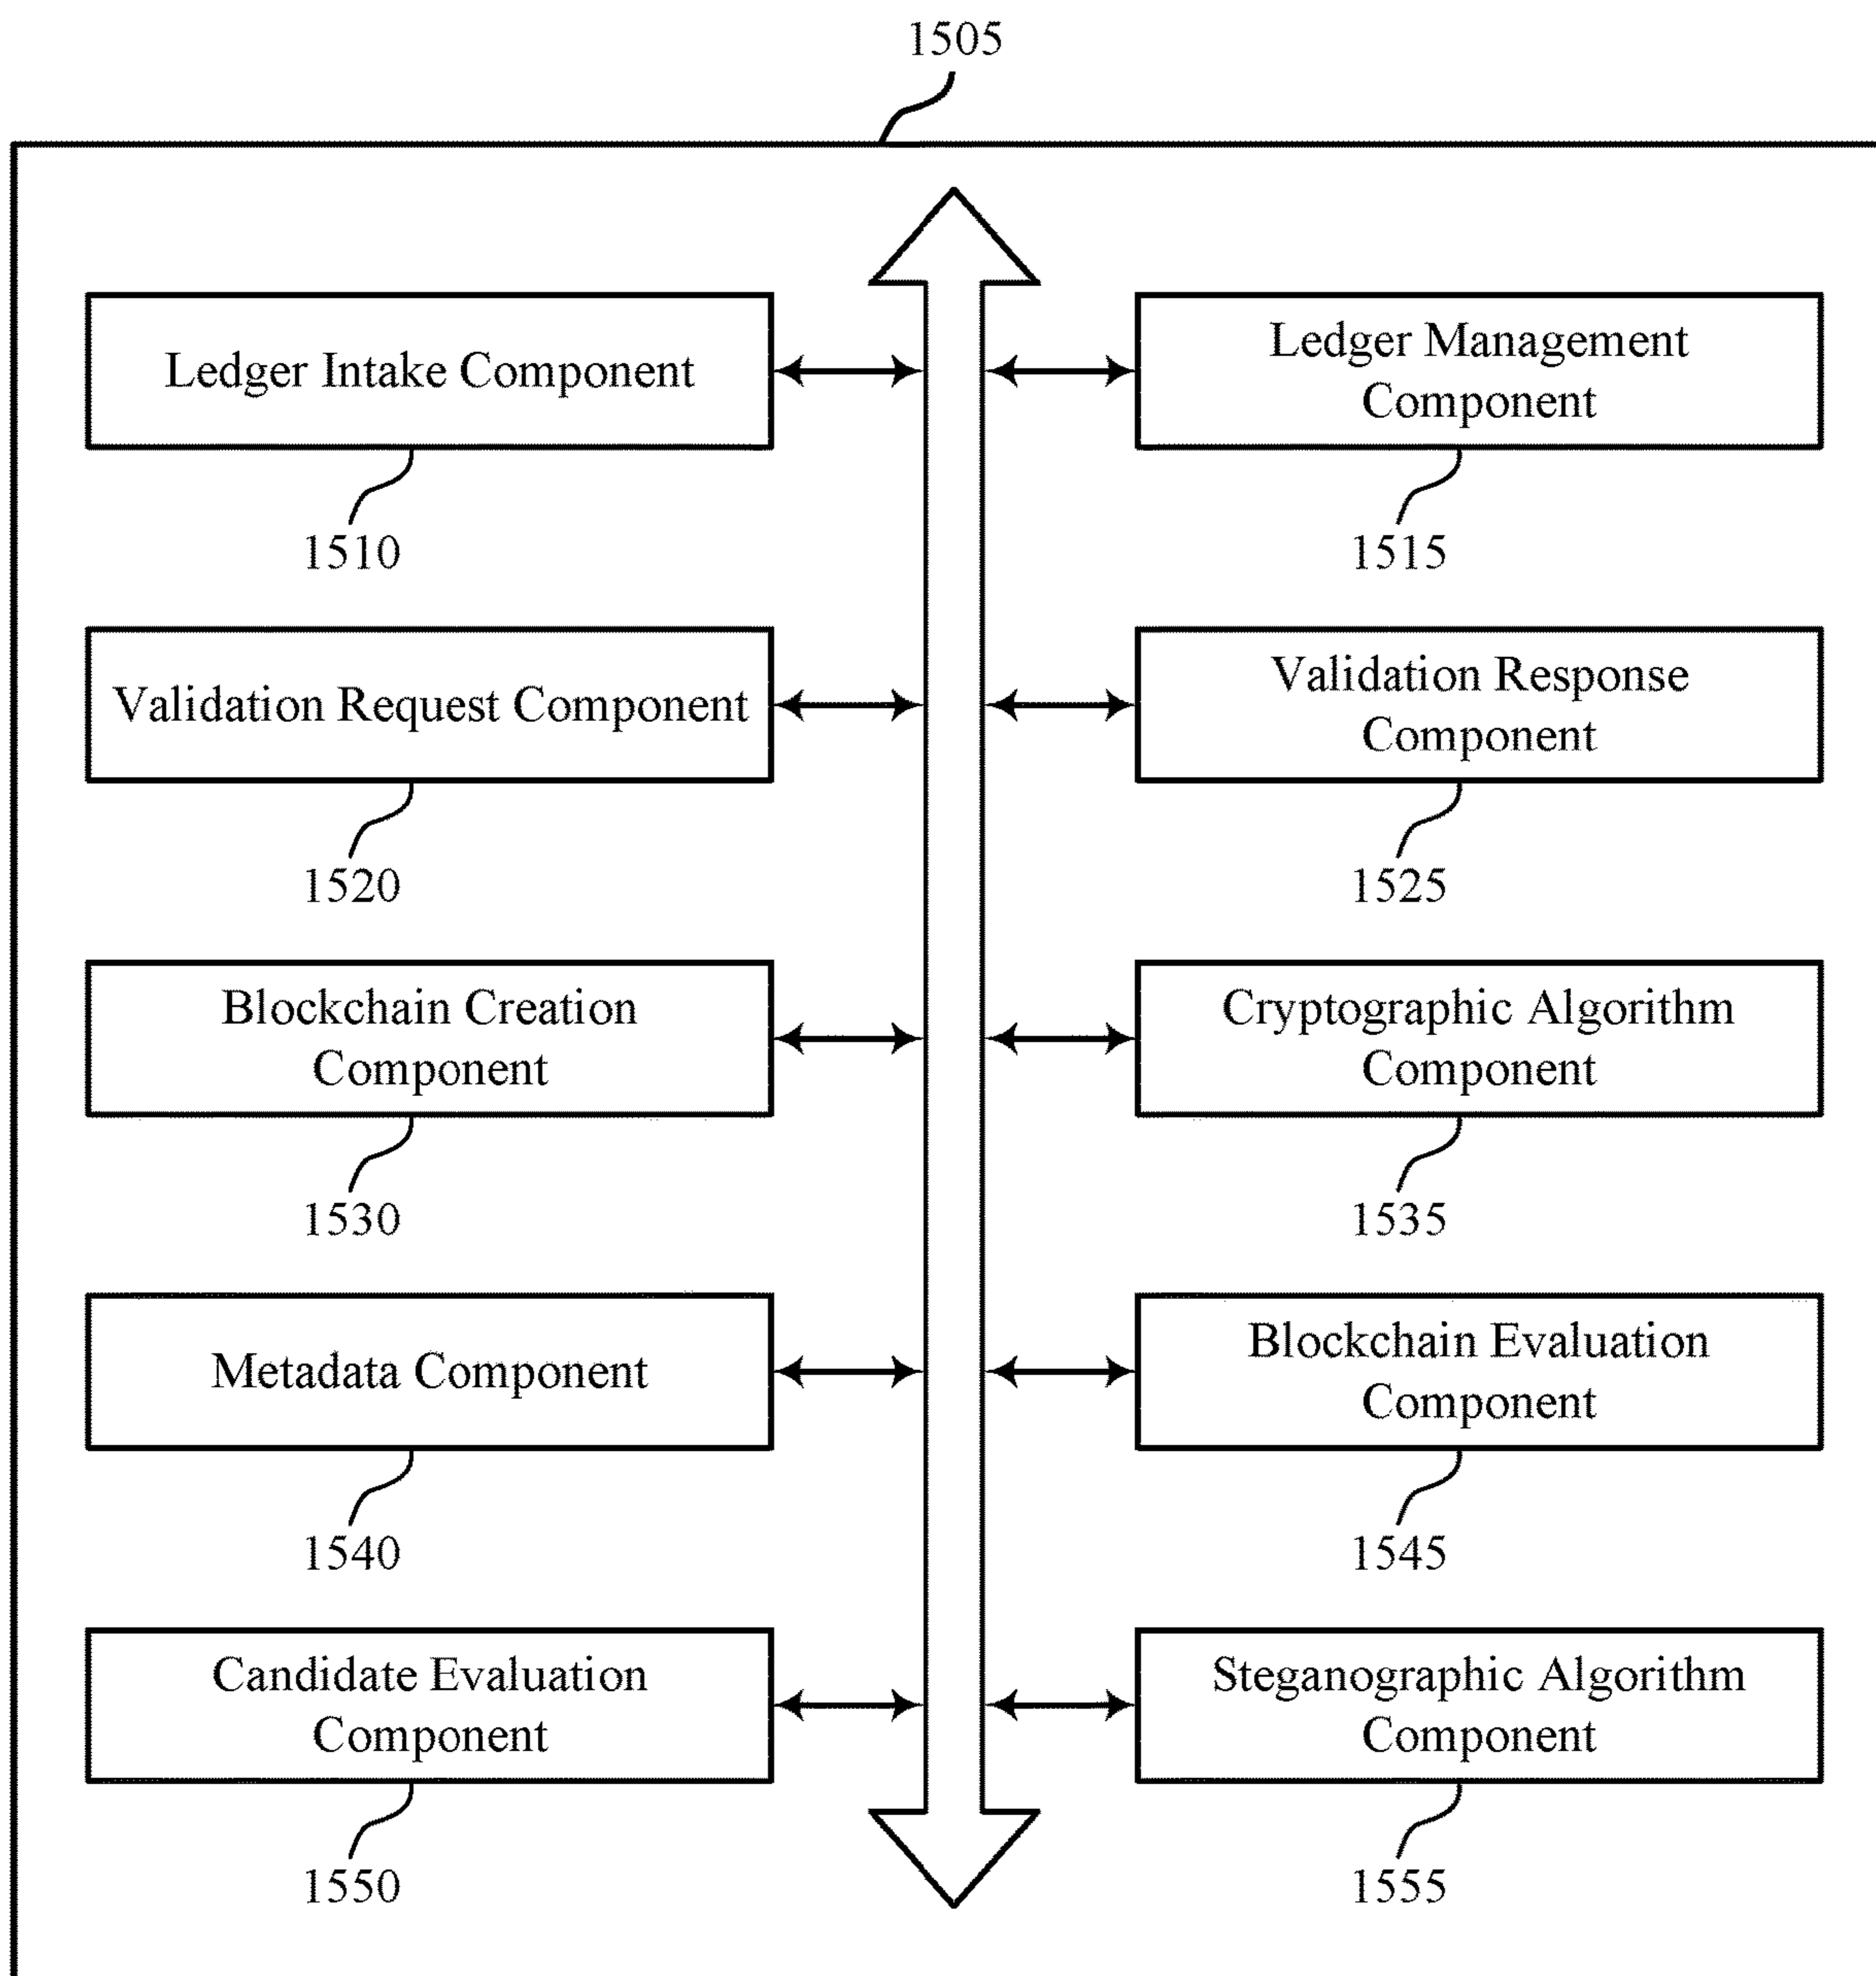 1505
Ledger Intake Component
1510
Ledger Management
Component
1515
Validation Request Component
1520
Validation Response
Component
1525
Blockchain Creation
Component
1530
Cryptographic Algorithm
Component
1535
Metadata Component
1540
Blockchain Evaluation
Component
1545
Candidate Evaluation
Component
1550
Steganographic Algorithm
Component
1555